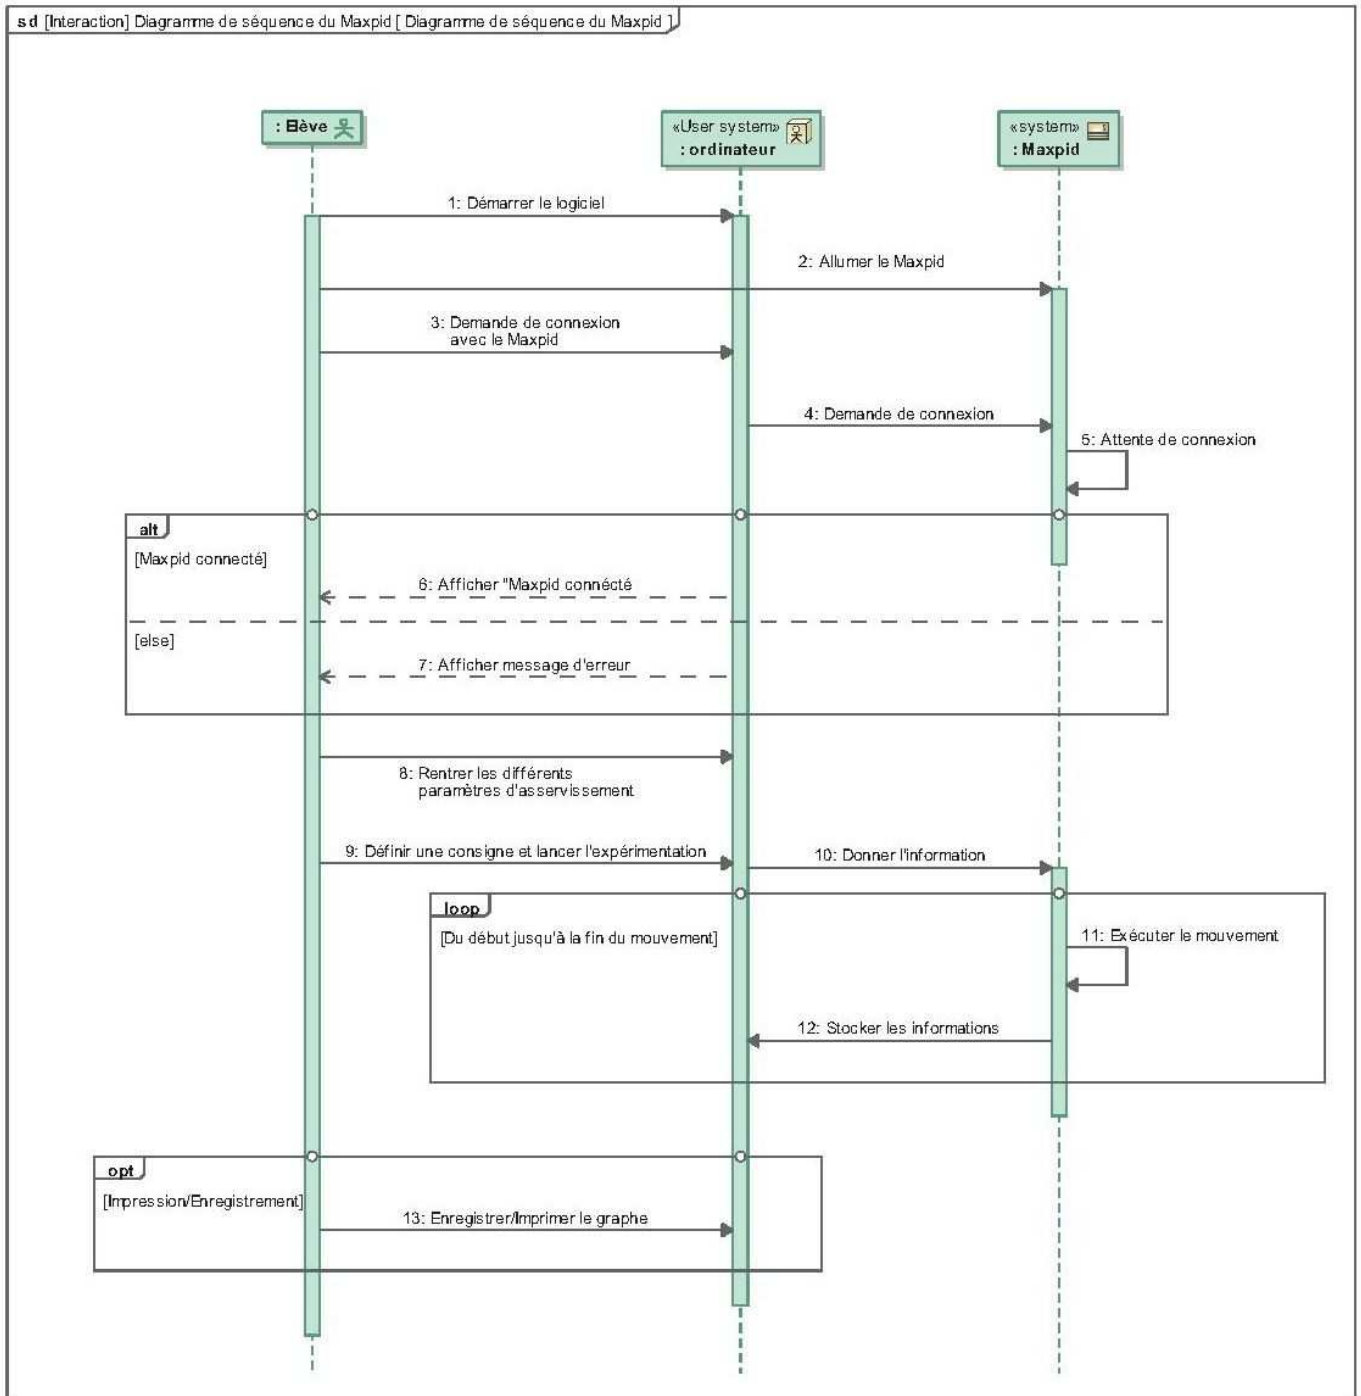 sd [Interaction] Diagramme de séquence du Maxpid [ Diagramme de séquence du Maxpid ]
: Elève
«User system»
: ordinateur
«system»
: Maxpid
1: Démarrer le logiciel
2: Allumer le Maxpid
3: Demande de connexion
avec le Maxpid
4: Demande de connexion
5: Attente de connexion
alt
[Maxpid connecté]
6: Afficher "Maxpid connécté
[else]
7: Afficher message d'erreur
8: Rentrer les différents
paramètres d'asservissement
9: Définir une consigne et lancer l'expérimentation
10: Donner l'information
loop
[Du début jusqu'à la fin du mouvement]
11: Exécuter le mouvement
12: Stocker les informations
opt
[Impression/Enregistrement]
13: Enregistrer/Imprimer le graphe